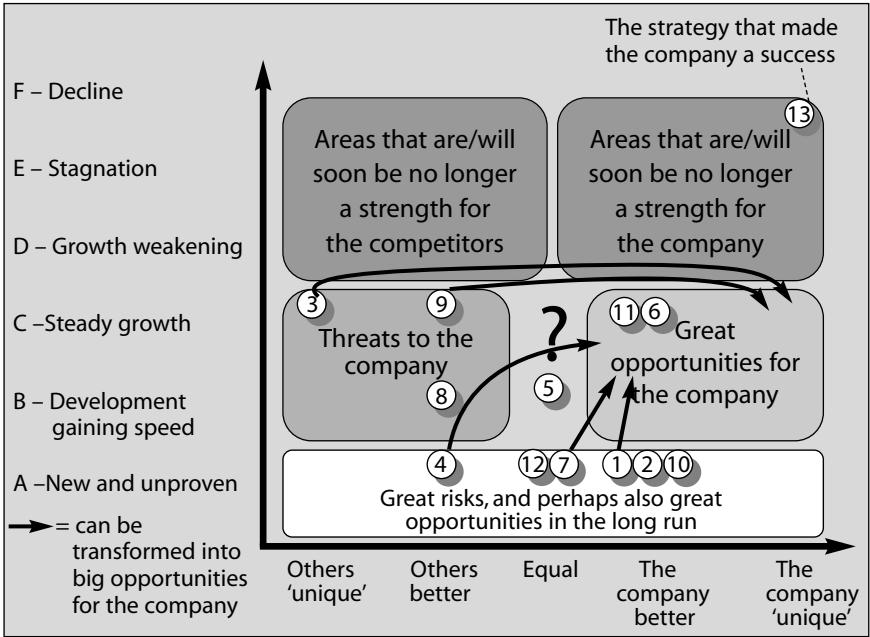 The strategy that made
the company a success
13
F – Decline
E – Stagnation
D – Growth weakening
C –Steady growth
B – Development
gaining speed
A –New and unproven
= can be
transformed into
big opportunities
for the company
Areas that are/will
soon be no longer
a strength for
the competitors
Areas that are/will
soon be no longer
a strength for
the company
3
9
Threats to the
company
8
?
5
11 6
Great
opportunities for
the company
4
12 7
1 2 10
Great risks, and perhaps also great
opportunities in the long run
Others
'unique'
Others
better
Equal
The
company
better
The
company
'unique'